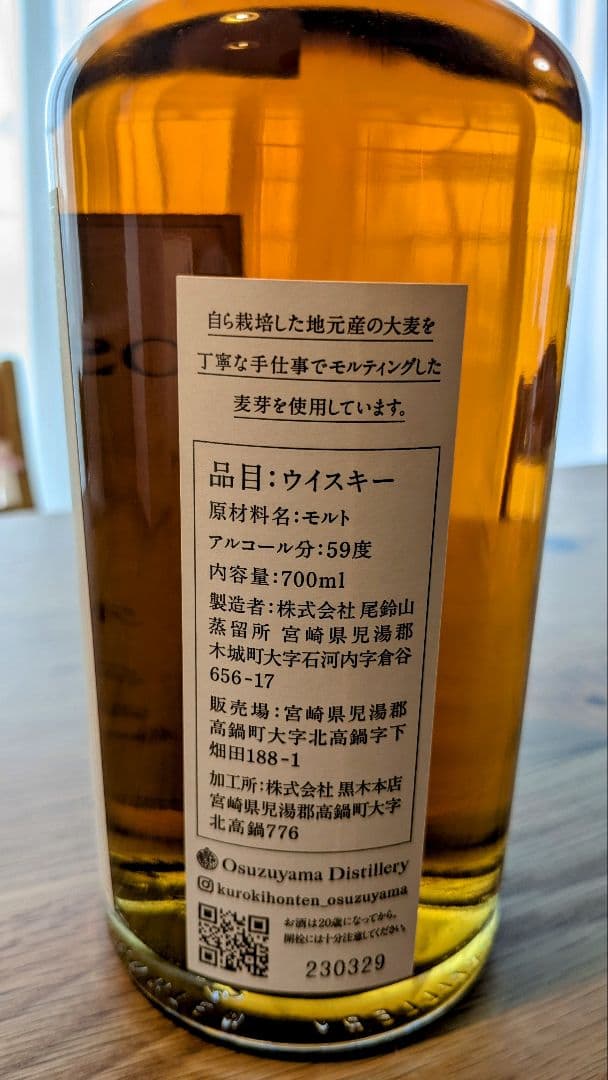 自ら栽培した地元産の大麦を
丁寧な手仕事でモルティングした
麦芽を使用しています。
品目：ウイスキー
原材料名：モルト
アルコール分：59度
内容量：700ml
製造者：株式会社 尾鈴山
蒸留所 宮崎県児湯郡
木城町大字石河内字倉谷
656-17
販売場：宮崎県児湯郡
高鍋町大字北高鍋字下
畑田188-1
加工所：株式会社 黒木本店
宮崎県児湯郡高鍋町大字
北高鍋776
Osuzuyama Distillery
kurokihonten_osuzuyama
お酒は20歳になってから。
開栓には十分注意してください。
230329